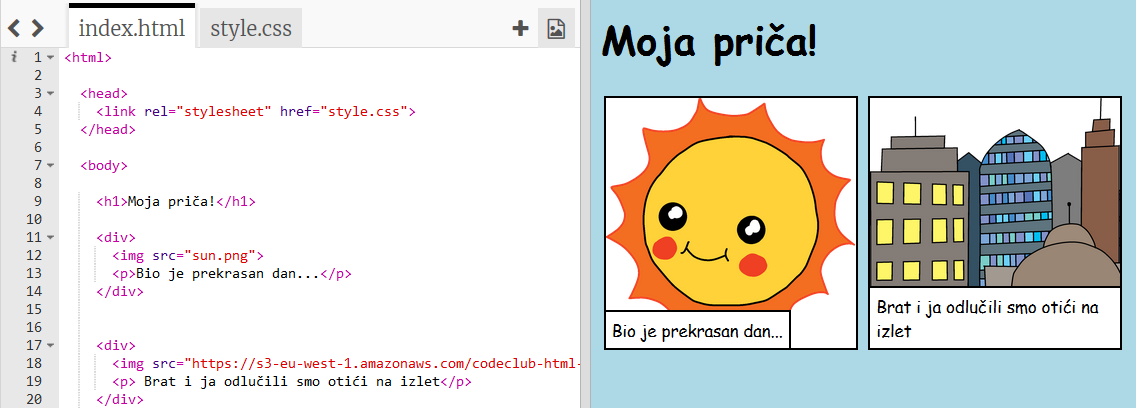 index.html style.css
i 1 <html>
2
3 <head>
4 <link rel="stylesheet" href="style.css">
5 </head>
6
7 <body>
8
9 <h1>Moja priča!</h1>
10
11 <div>
12 <img src="sun.png">
13 <p>Bio je prekrasan dan...</p>
14 </div>
15
16
17 <div>
18 <img src="https://s3-eu-west-1.amazonaws.com/codeclub-html-
19 <p> Brat i ja odlučili smo otići na izlet</p>
20 </div>
Moja priča!
Bio je prekrasan dan...
Brat i ja odlučili smo otići na
izlet